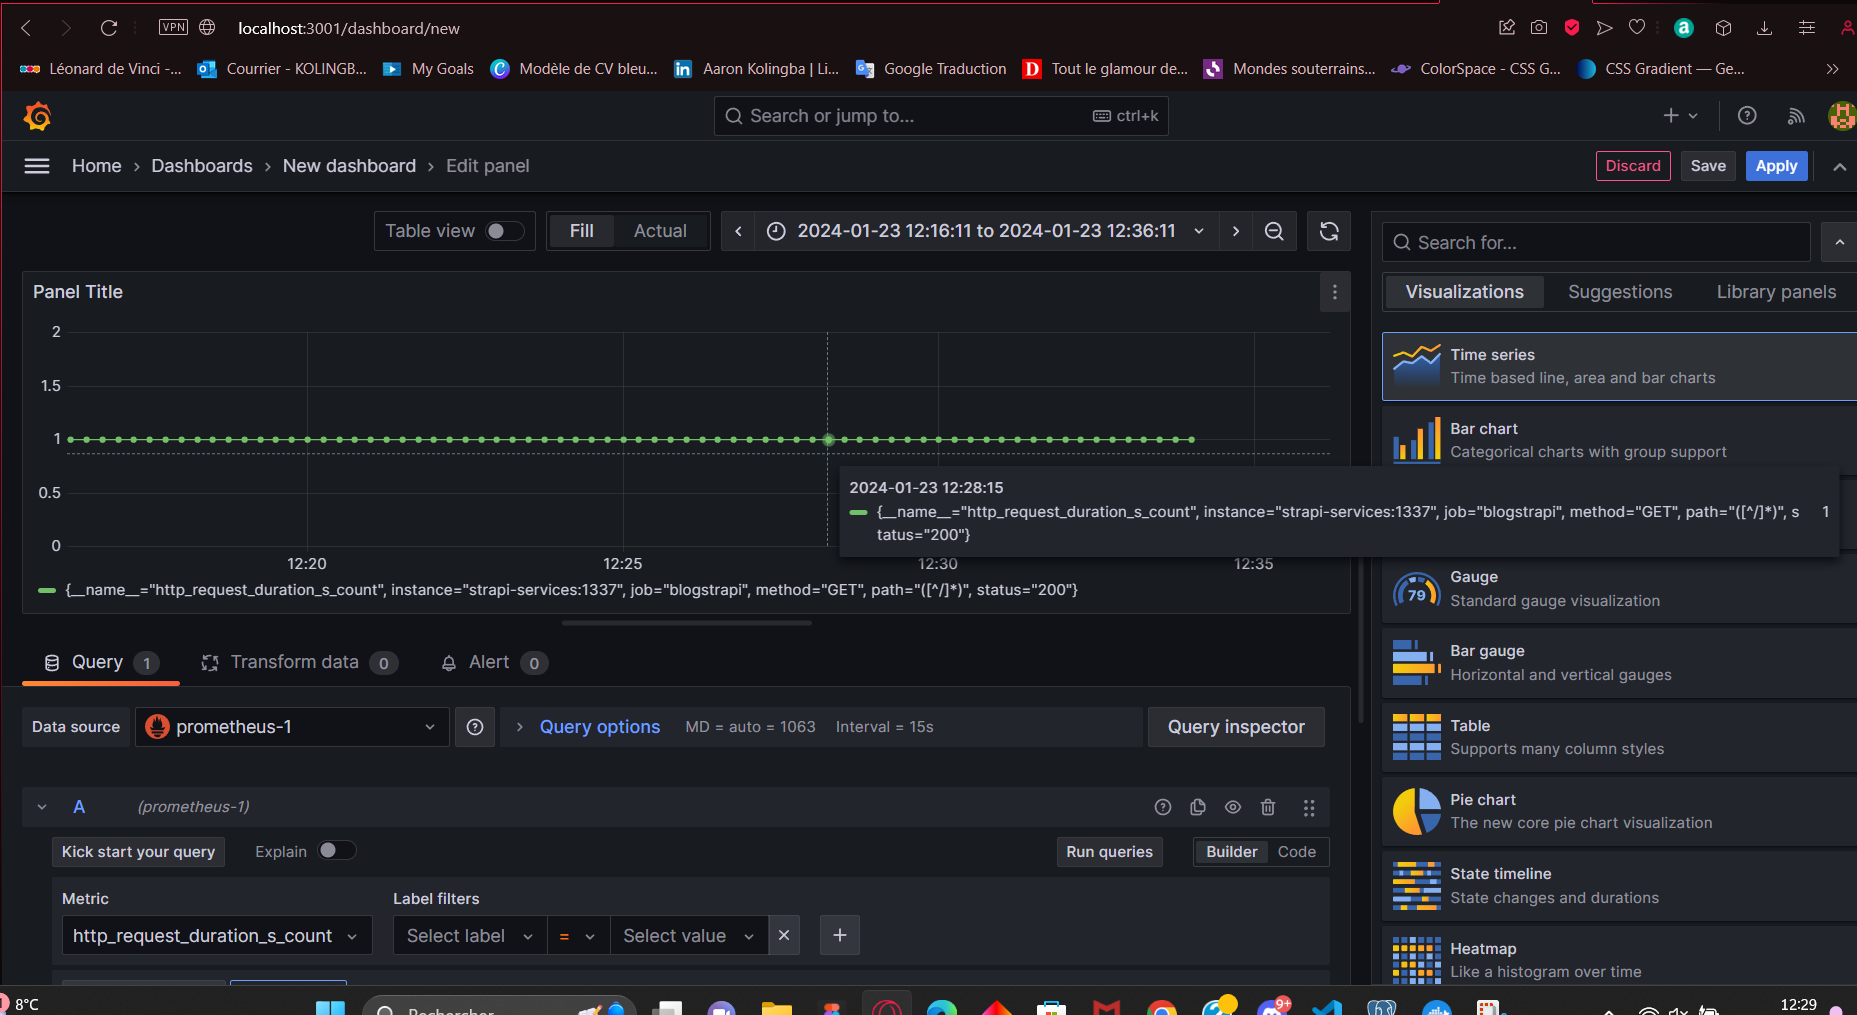 VPN
localhost:3001/dashboard/new
Léonard de Vinci -...
Courrier - KOLINGB...
My Goals
Modèle de CV bleu...
Aaron Kolingba | Li...
Google Traduction
Tout le glamour de...
Mondes souterrains...
ColorSpace - CSS G...
CSS Gradient — Ge...
Search or jump to...
ctrl+k
Home › Dashboards › New dashboard › Edit panel
Discard
Save
Apply
Table view
Fill
Actual
2024-01-23 12:16:11 to 2024-01-23 12:36:11
Search for...
Panel Title
Visualizations
Suggestions
Library panels
2
1.5
1
0.5
0
12:20
12:25
12:30
12:35
2024-01-23 12:28:15
{__name__="http_request_duration_s_count", instance="strapi-services:1337", job="blogstrapi", method="GET", path="([^/]*)", s 1
tatus="200"}
{__name__="http_request_duration_s_count", instance="strapi-services:1337", job="blogstrapi", method="GET", path="([^/]*)", status="200"}
Time series
Time based line, area and bar charts
Bar chart
Categorical charts with group support
79
Gauge
Standard gauge visualization
Bar gauge
Horizontal and vertical gauges
Table
Supports many column styles
Pie chart
The new core pie chart visualization
State timeline
State changes and durations
Heatmap
Like a histogram over time
Query 1
Transform data 0
Alert 0
Data source
prometheus-1
Query options
MD = auto = 1063
Interval = 15s
Query inspector
A
(prometheus-1)
Kick start your query
Explain
Run queries
Builder
Code
Metric
Label filters
http_request_duration_s_count
Select label
=
Select value
8°C
Rechercher
9+
12:29